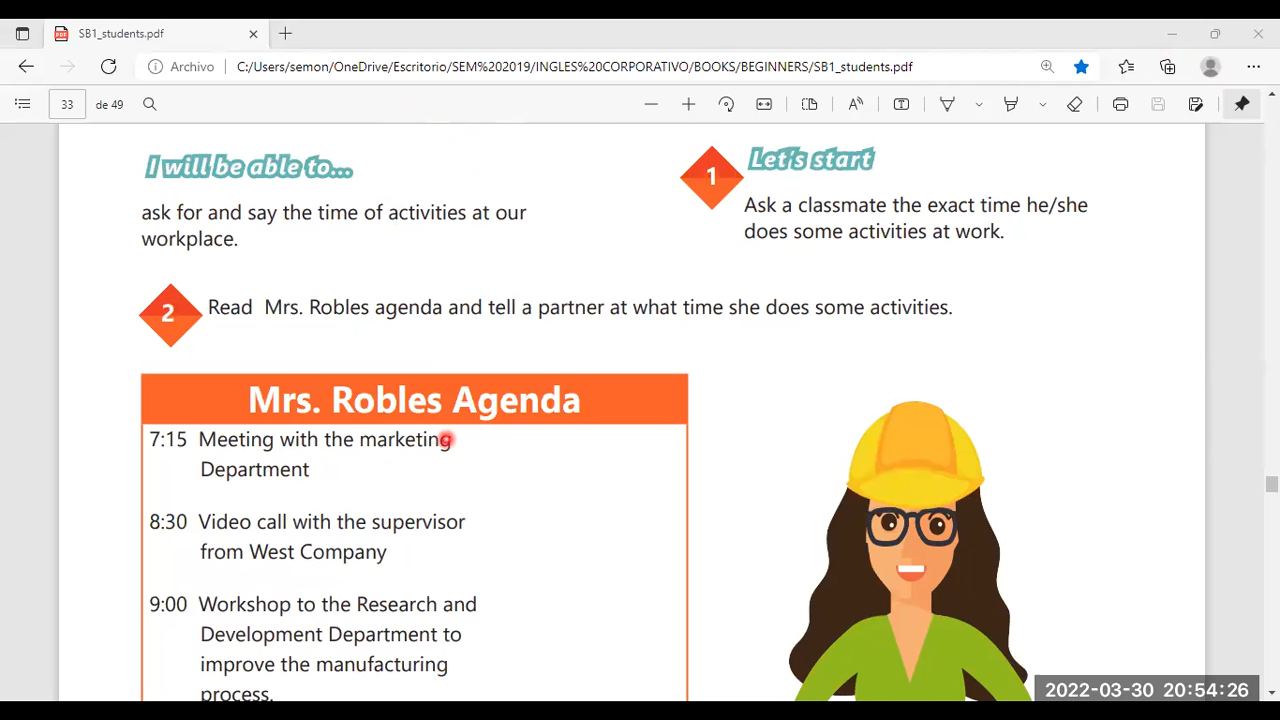 SB1_students.pdf
Archivo
C:/Users/semon/OneDrive/Escritorio/SEM%202019/INGLES%20CORPORATIVO/BOOKS/BEGINNERS/SB1_students.pdf
33 de 49
I will be able to...
ask for and say the time of activities at our
workplace.
1
Let's start
Ask a classmate the exact time he/she
does some activities at work.
2
Read Mrs. Robles agenda and tell a partner at what time she does some activities.
Mrs. Robles Agenda
7:15 Meeting with the marketing
Department
8:30 Video call with the supervisor
from West Company
9:00 Workshop to the Research and
Development Department to
improve the manufacturing
process.
2022-03-30 20:54:26